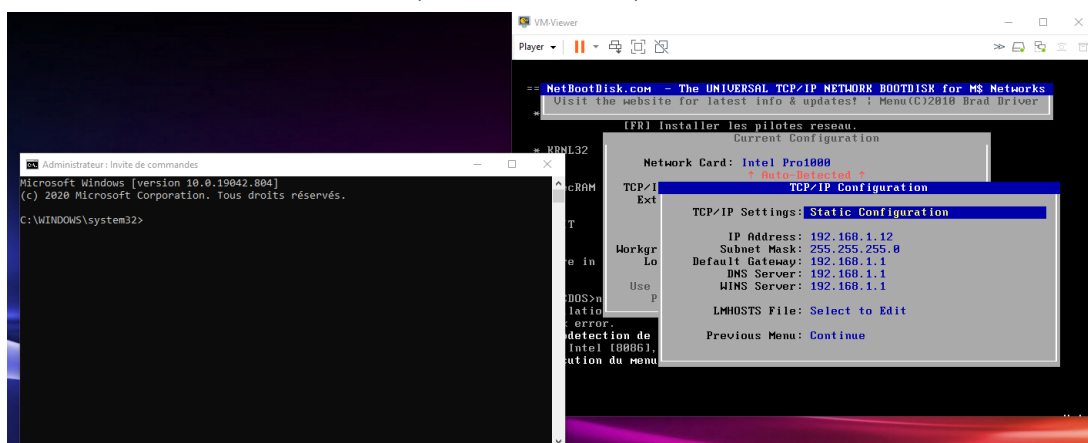 VM-Viewer
Player
NetBootDisk.com - The UNIVERSAL TCP/IP NETWORK BOOTDISK for M$ Networks
Visit the website for latest info & updates! ¦ Menu(C)2010 Brad Driver
[FR] Installer les pilotes reseau.
Current Configuration
* KRNL32
Network Card: Intel Pro1000
↑ Auto-Detected ↑
TCP/IP Configuration
TCP/IP Settings: Static Configuration
IP Address: 192.168.1.12
Subnet Mask: 255.255.255.0
Default Gateway: 192.168.1.1
DNS Server: 192.168.1.1
WINS Server: 192.168.1.1
LMHOSTS File: Select to Edit
Previous Menu: Continue
Use
error.
Intel [8086],
du menu
Administrateur : Invite de commandes
Microsoft Windows [version 10.0.19042.804]
(c) 2020 Microsoft Corporation. Tous droits réservés.
C:\WINDOWS\system32>